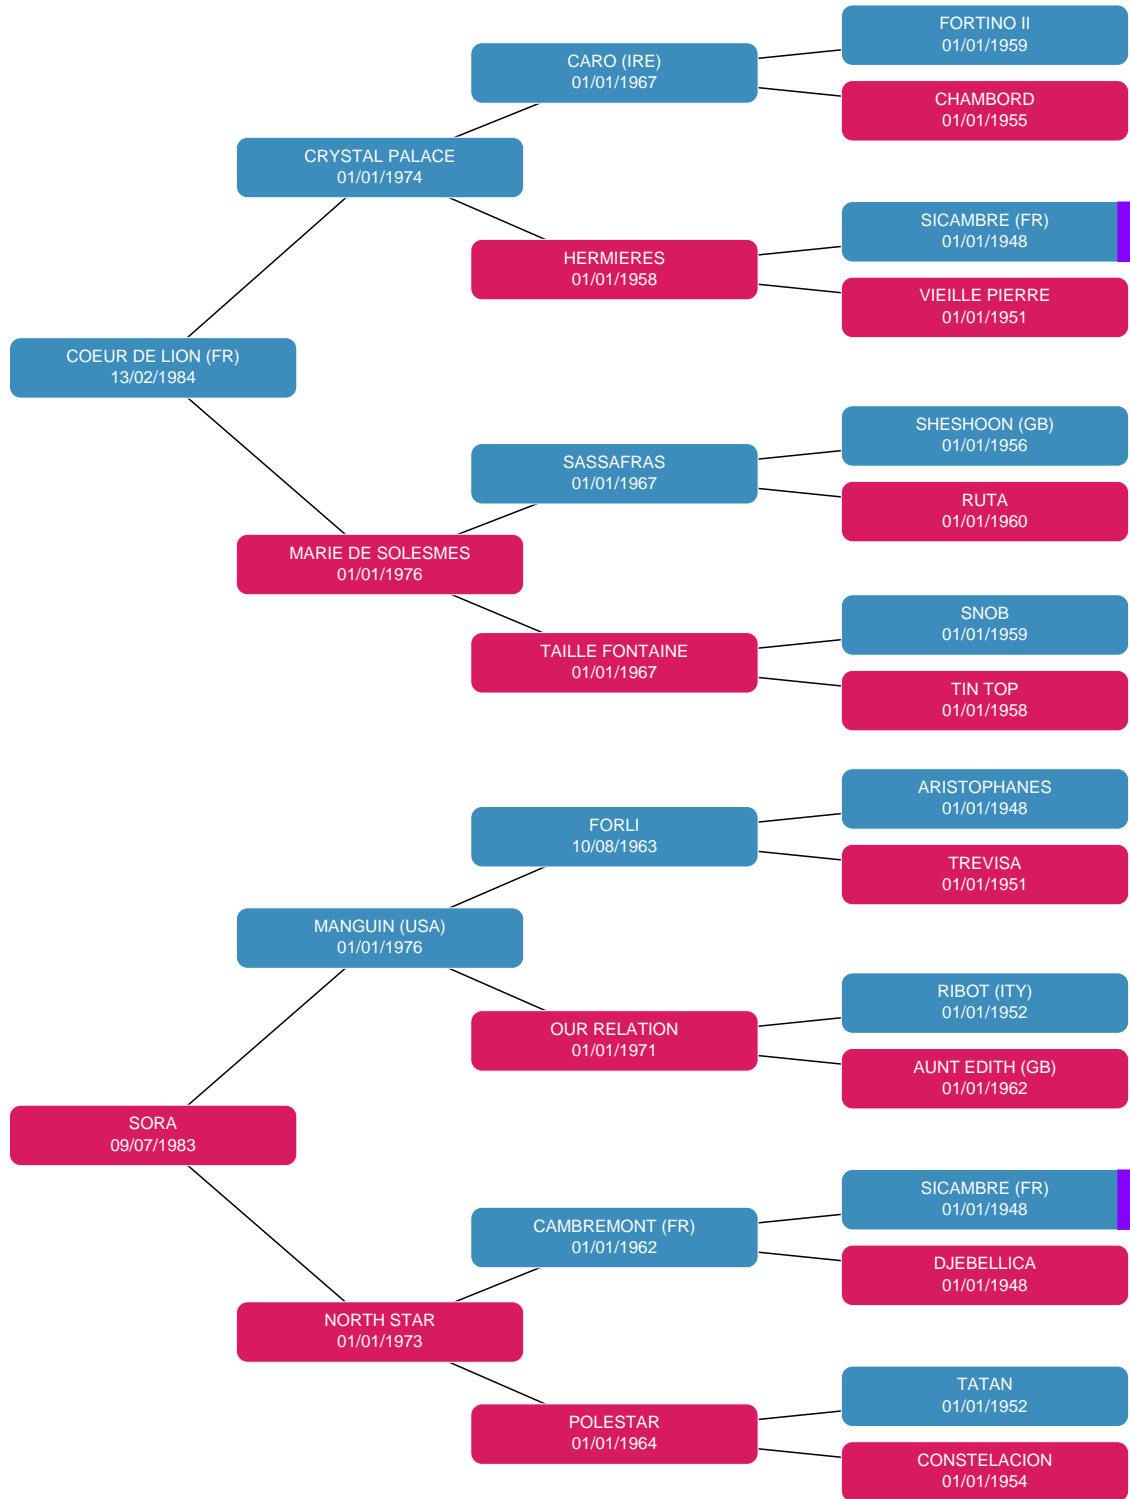 FORTINO II
01/01/1959
CARO (IRE)
01/01/1967
CHAMBORD
01/01/1955
CRYSTAL PALACE
01/01/1974
SICAMBRE (FR)
01/01/1948
HERMIERES
01/01/1958
VIEILLE PIERRE
01/01/1951
COEUR DE LION (FR)
13/02/1984
SHESHOON (GB)
01/01/1956
SASSAFRAS
01/01/1967
RUTA
01/01/1960
MARIE DE SOLESMES
01/01/1976
SNOB
01/01/1959
TAILLE FONTAINE
01/01/1967
TIN TOP
01/01/1958
ARISTOPHANES
01/01/1948
FORLI
10/08/1963
TREVISA
01/01/1951
MANGUIN (USA)
01/01/1976
RIBOT (ITY)
01/01/1952
OUR RELATION
01/01/1971
AUNT EDITH (GB)
01/01/1962
SORA
09/07/1983
SICAMBRE (FR)
01/01/1948
CAMBREMONT (FR)
01/01/1962
DJEBELLICA
01/01/1948
NORTH STAR
01/01/1973
TATAN
01/01/1952
POLESTAR
01/01/1964
CONSTELACION
01/01/1954